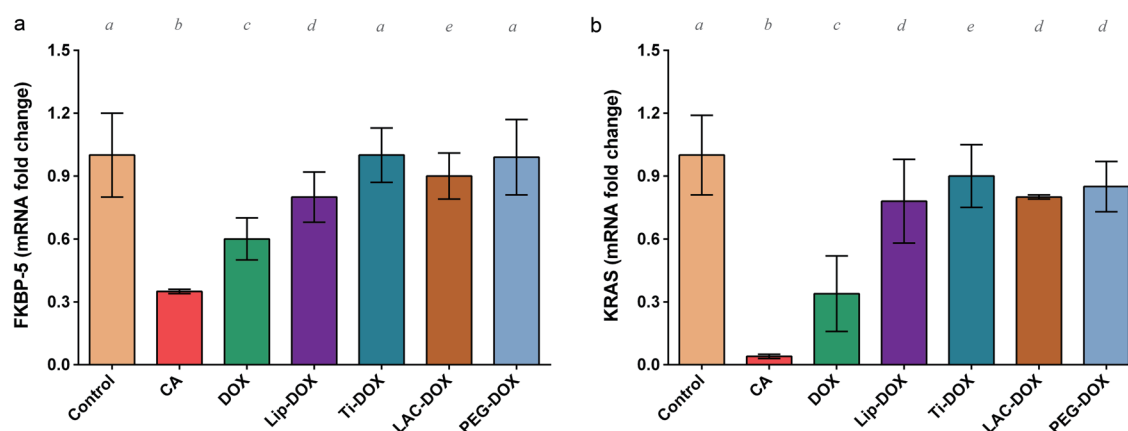 a
a b c d a e a
FKBP-5 (mRNA fold change)
1.5
1.2
0.9
0.6
0.3
0.0
Control CA DOX Lip-DOX Ti-DOX LAC-DOX PEG-DOX
b
a b c d e d d
KRAS (mRNA fold change)
1.5
1.2
0.9
0.6
0.3
0.0
Control CA DOX Lip-DOX Ti-DOX LAC-DOX PEG-DOX